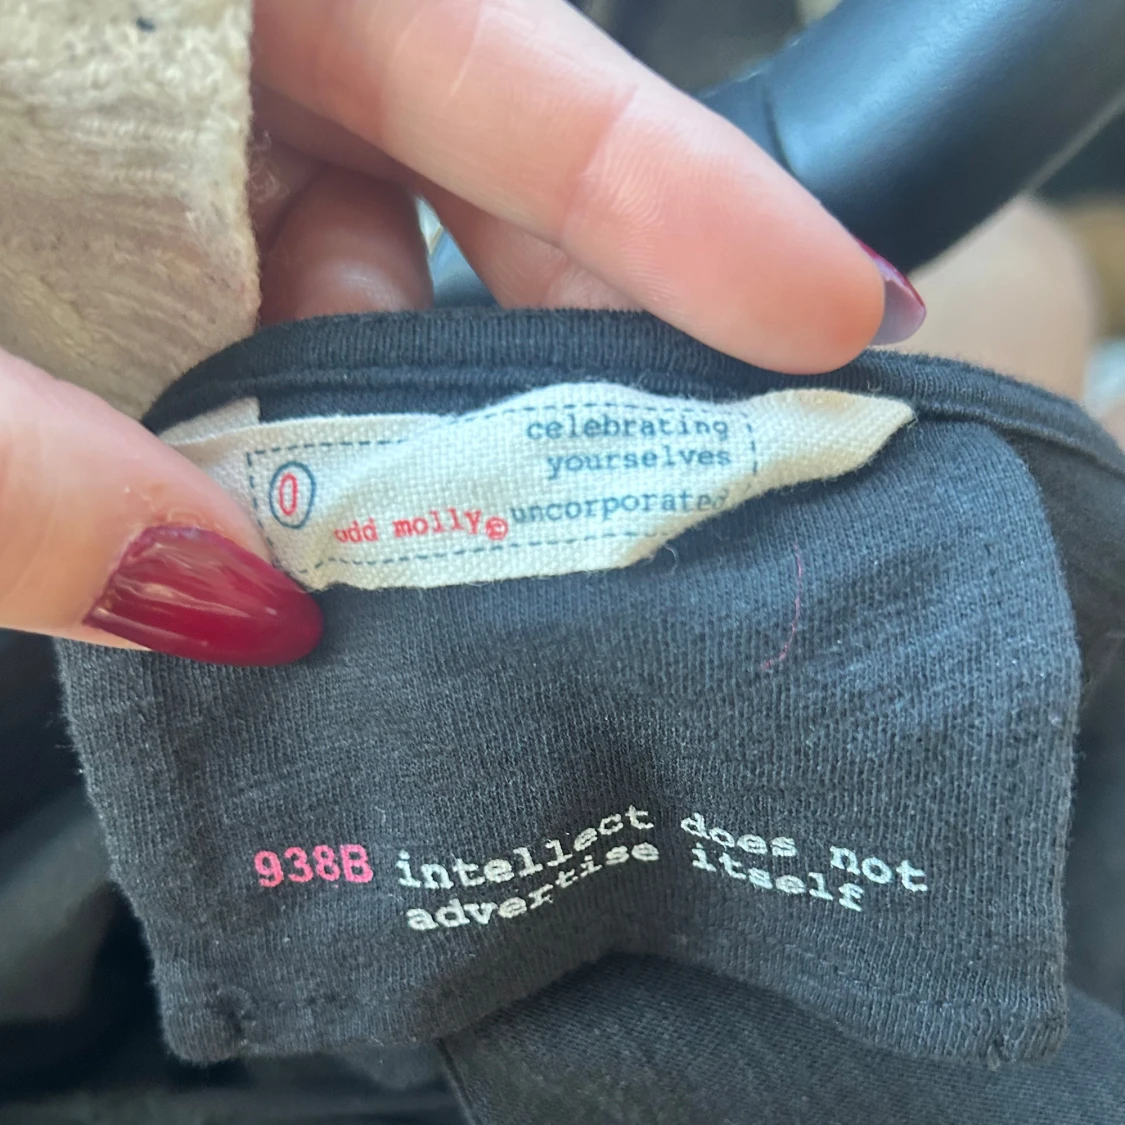 celebrating
yourselves
0
odd molly©
uncorporated
938B intellect does not
advertise itself